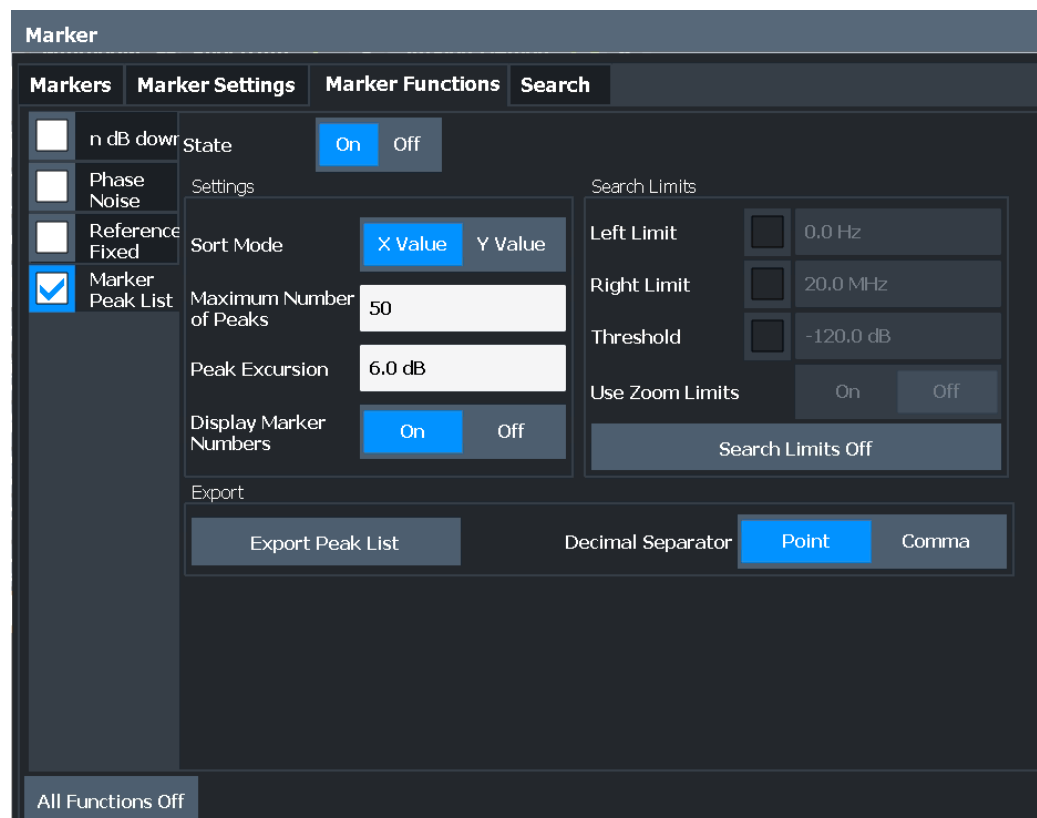 Marker
Markers Marker Settings Marker Functions Search
n dB down
State On Off
Phase
Noise
Settings
Search Limits
Reference
Fixed
Sort Mode X Value Y Value
Left Limit 0.0 Hz
Marker
Peak List
Maximum Number
of Peaks
50
Right Limit 20.0 MHz
Threshold -120.0 dB
Peak Excursion 6.0 dB
Use Zoom Limits On Off
Display Marker
Numbers
On Off
Search Limits Off
Export
Export Peak List
Decimal Separator Point Comma
All Functions Off